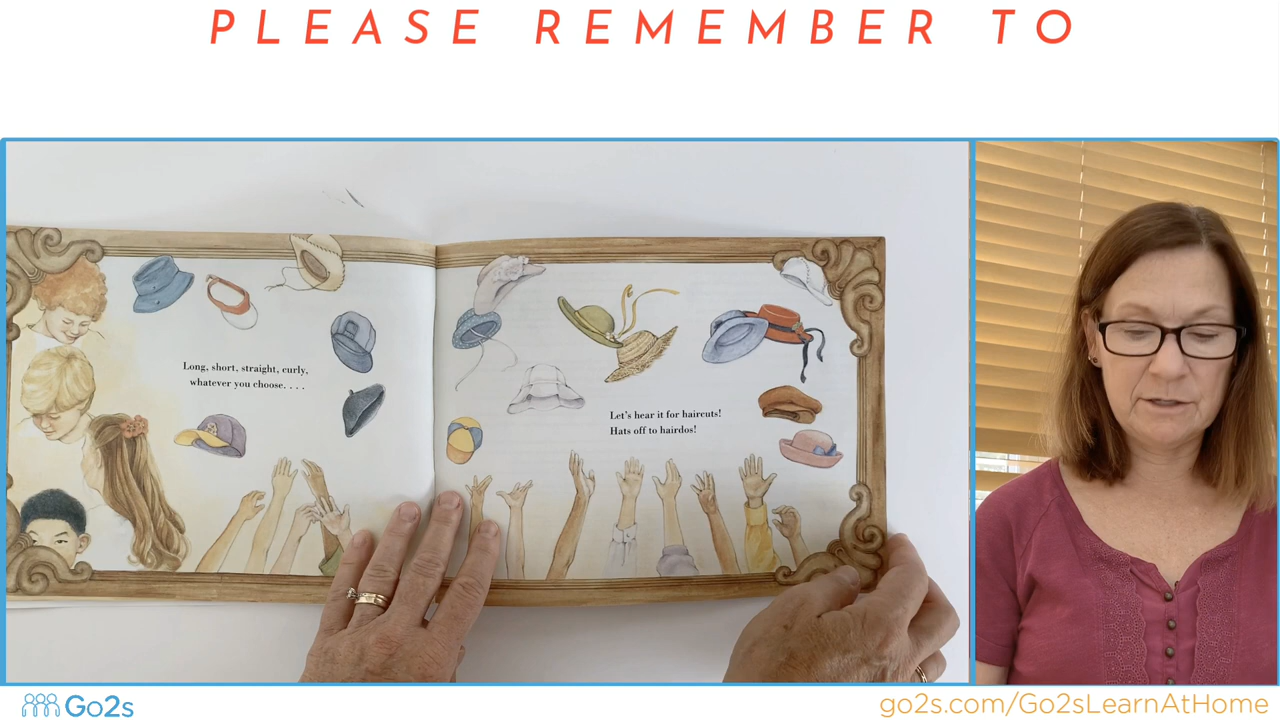 PLEASE REMEMBER TO
Long, short, straight, curly,
whatever you choose. . . .
Let's hear it for haircuts!
Hats off to hairdos!
Go2s
go2s.com/Go2sLearnAtHome